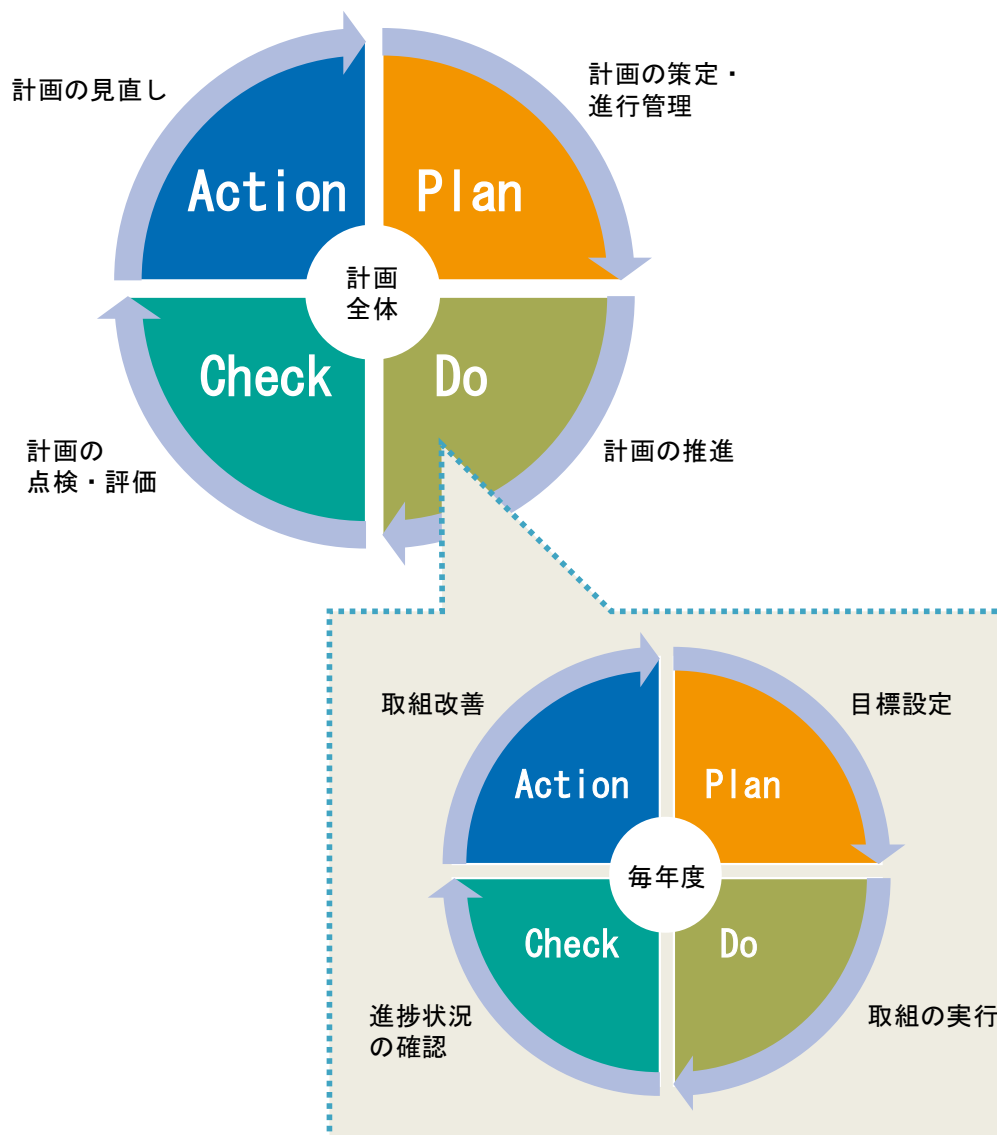 計画の見直し
計画の策定・
進行管理
Action
Plan
計画
全体
Check
Do
計画の
点検・評価
計画の推進
取組改善
目標設定
Action
Plan
毎年度
Check
Do
進捗状況
の確認
取組の実行